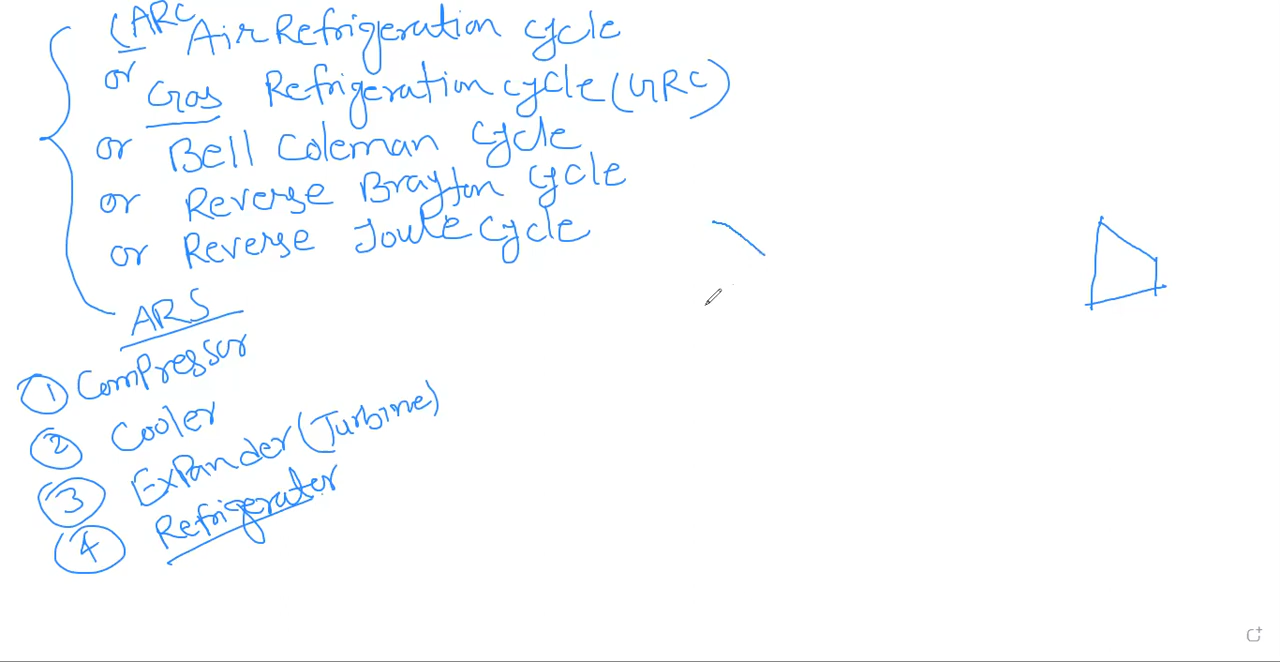 (ARC Air Refrigeration cycle
or Gas Refrigeration cycle (GRC)
or Bell Coleman cycle
or Reverse Brayton cycle
or Reverse Joule cycle
ARS
1 Compressor
2 Cooler
3 Expander (Turbine)
4 Refrigerator